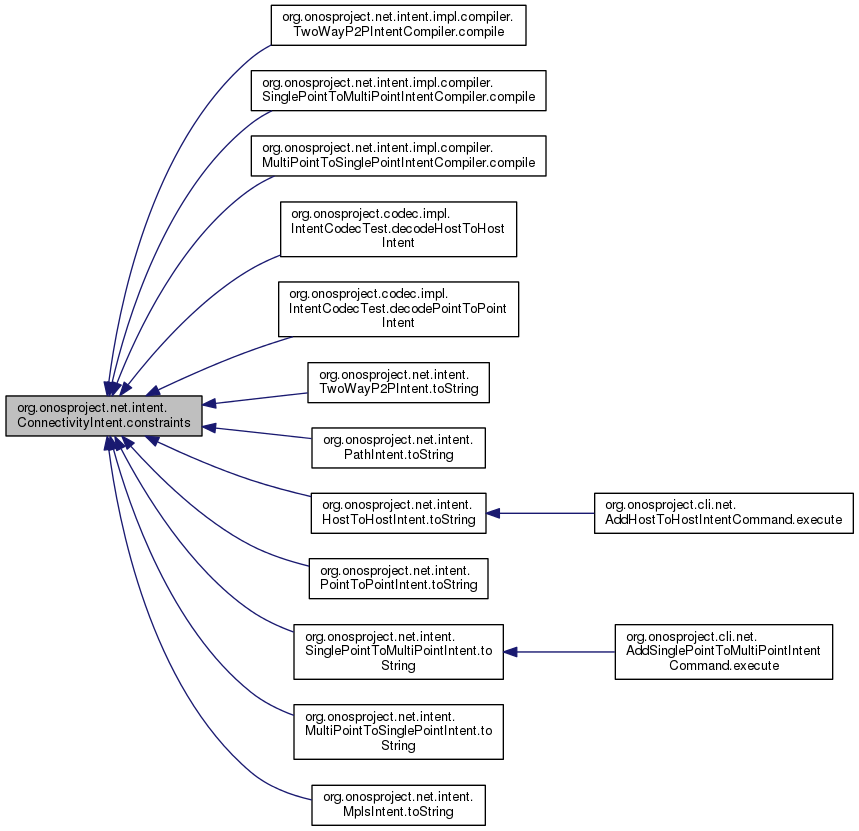 org.onosproject.net.intent.impl.compiler.
TwoWayP2PIntentCompiler.compile
org.onosproject.net.intent.impl.compiler.
SinglePointToMultiPointIntentCompiler.compile
org.onosproject.net.intent.impl.compiler.
MultiPointToSinglePointIntentCompiler.compile
org.onosproject.codec.impl.
IntentCodecTest.decodeHostToHost
Intent
org.onosproject.codec.impl.
IntentCodecTest.decodePointToPoint
Intent
org.onosproject.net.intent.
TwoWayP2PIntent.toString
org.onosproject.net.intent.
ConnectivityIntent.constraints
org.onosproject.net.intent.
PathIntent.toString
org.onosproject.net.intent.
HostToHostIntent.toString
org.onosproject.cli.net.
AddHostToHostIntentCommand.execute
org.onosproject.net.intent.
PointToPointIntent.toString
org.onosproject.net.intent.
SinglePointToMultiPointIntent.to
String
org.onosproject.cli.net.
AddSinglePointToMultiPointIntent
Command.execute
org.onosproject.net.intent.
MultiPointToSinglePointIntent.to
String
org.onosproject.net.intent.
MplsIntent.toString